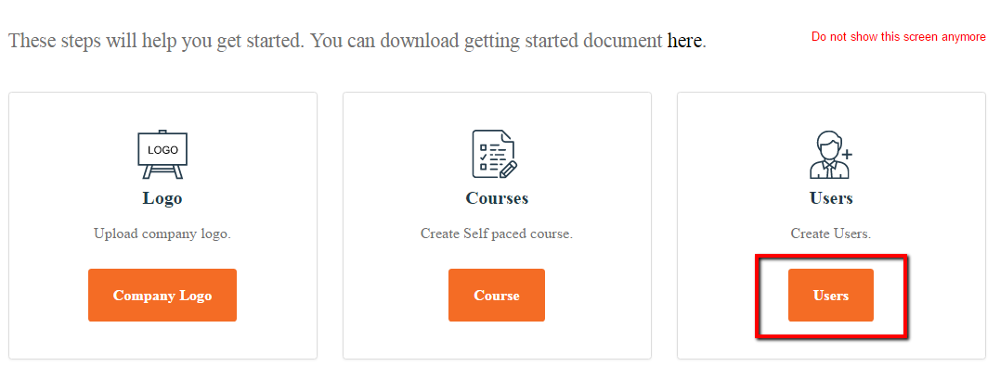 These steps will help you get started. You can download getting started document here.
Do not show this screen anymore
LOGO
Logo
Upload company logo.
Company Logo
Courses
Create Self paced course.
Course
Users
Create Users.
Users